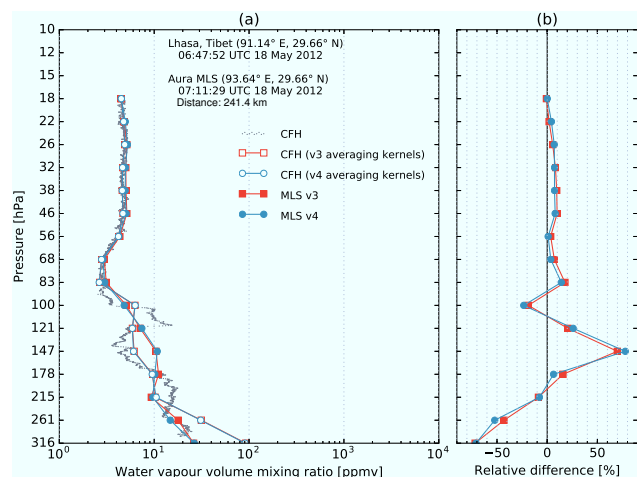 (a)
(b)
Lhasa, Tibet (91.14° E, 29.66° N)
06:47:52 UTC 18 May 2012
Aura MLS (93.64° E, 29.66° N)
07:11:29 UTC 18 May 2012
Distance: 241.4 km
CFH
CFH (v3 averaging kernels)
CFH (v4 averaging kernels)
MLS v3
MLS v4
Pressure [hPa]
10
12
15
18
22
26
32
38
46
56
68
83
100
121
147
178
215
261
316
10⁰
10¹
10²
10³
10⁴
Water vapour volume mixing ratio [ppmv]
−50
0
50
Relative difference [%]